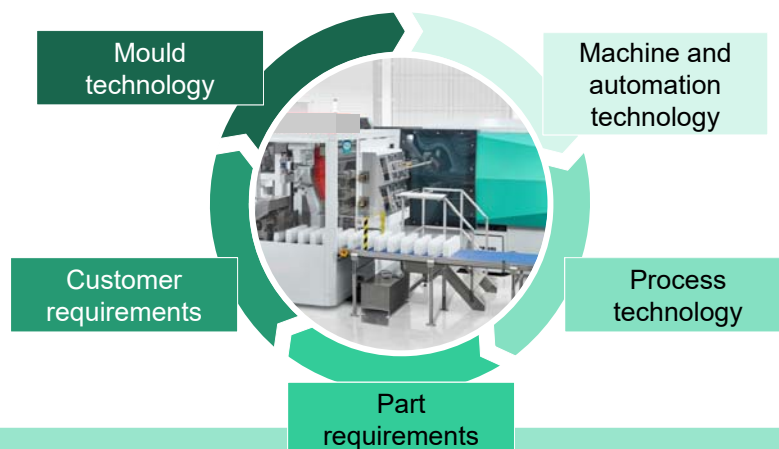 Mould
technology
Machine and
automation
technology
Customer
requirements
Process
technology
Part
requirements